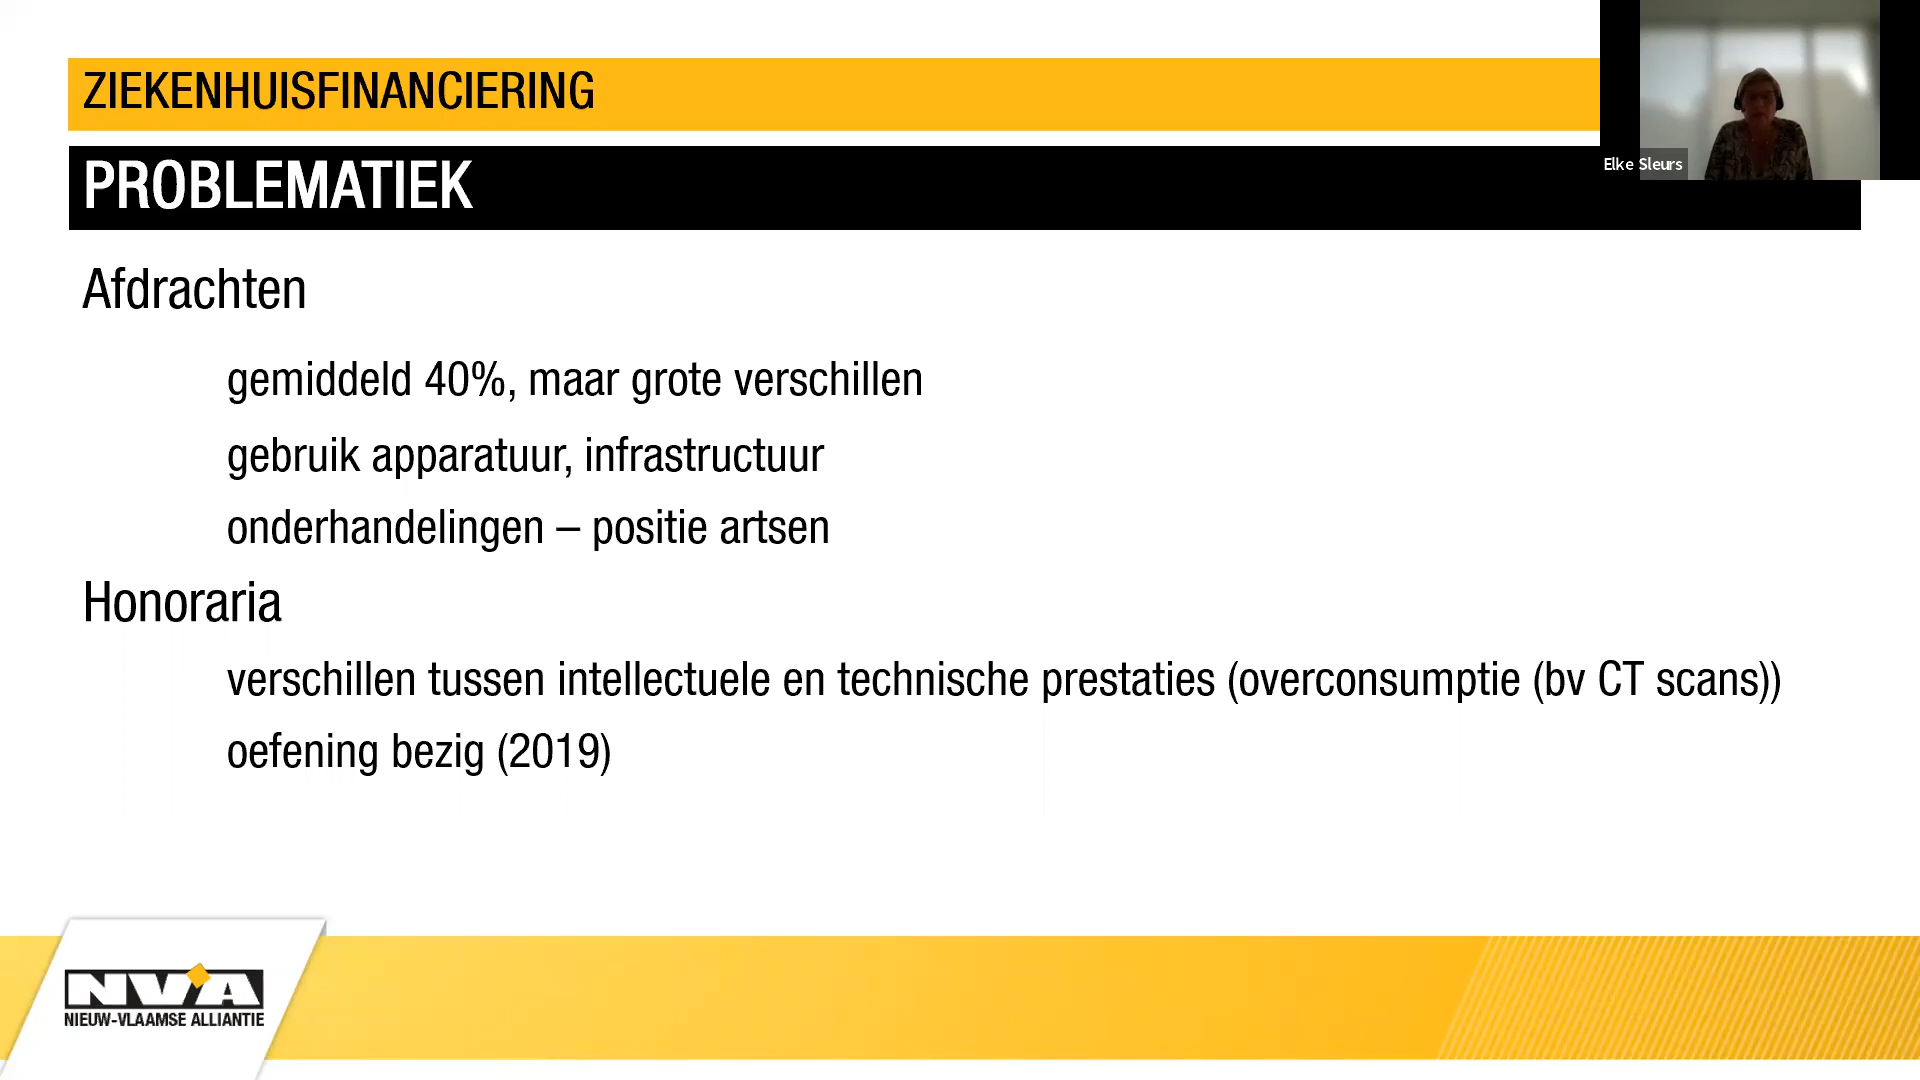 ZIEKENHUISFINANCIERING
PROBLEMATIEK
Elke Sleurs
Afdrachten
gemiddeld 40%, maar grote verschillen
gebruik apparatuur, infrastructuur
onderhandelingen – positie artsen
Honoraria
verschillen tussen intellectuele en technische prestaties (overconsumptie (bv CT scans))
oefening bezig (2019)
N-VA
NIEUW-VLAAMSE ALLIANTIE